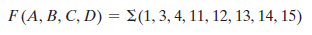 F(A, B, C, D) = Σ(1, 3, 4, 11, 12, 13, 14, 15)